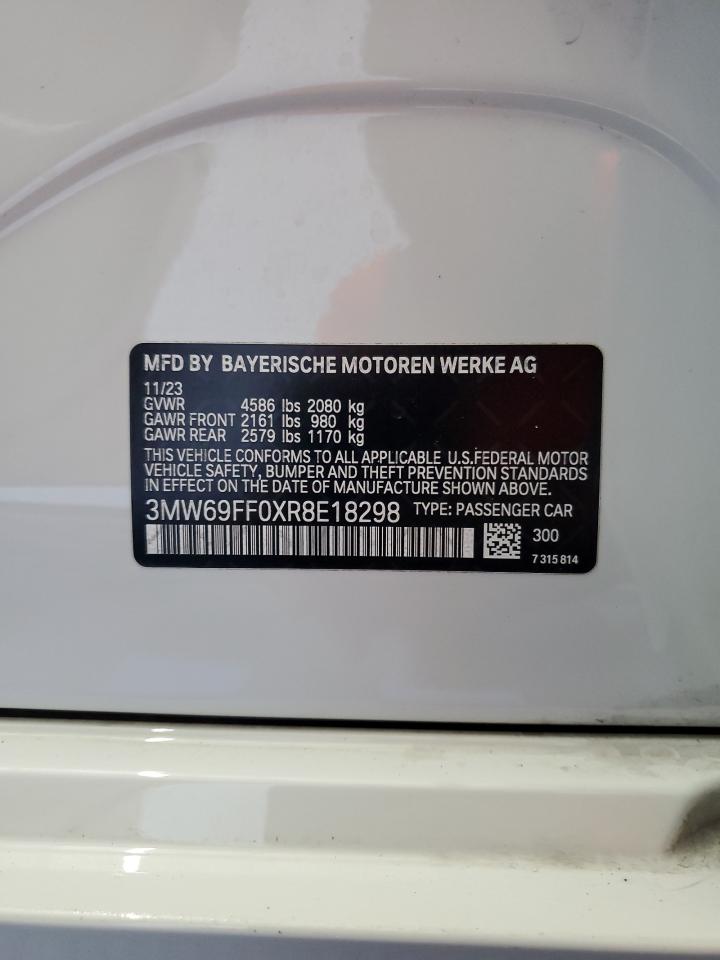 MFD BY BAYERISCHE MOTOREN WERKE AG
11/23
GVWR 4586 lbs 2080 kg
GAWR FRONT 2161 lbs 980 kg
GAWR REAR 2579 lbs 1170 kg
THIS VEHICLE CONFORMS TO ALL APPLICABLE U.S.FEDERAL MOTOR
VEHICLE SAFETY, BUMPER AND THEFT PREVENTION STANDARDS
IN EFFECT ON THE DATE OF MANUFACTURE SHOWN ABOVE.
3MW69FF0XR8E18298 TYPE: PASSENGER CAR
300
7 315 814